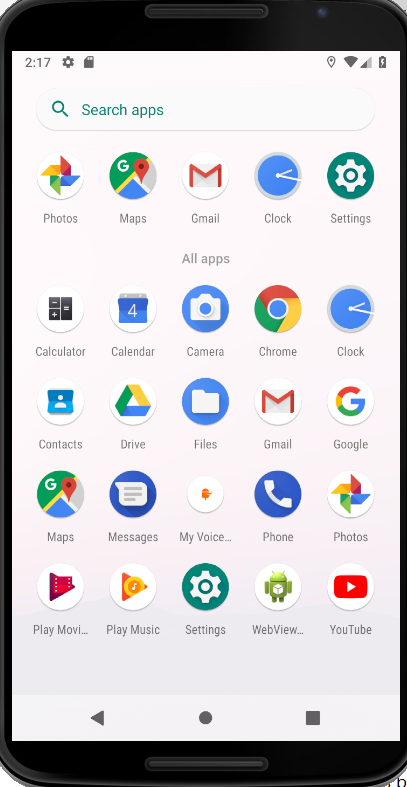 2:17
Search apps
Photos Maps Gmail Clock Settings
All apps
Calculator Calendar Camera Chrome Clock
4
Contacts Drive Files Gmail Google
Maps Messages My Voice... Phone Photos
Play Movi... Play Music Settings WebView... YouTube
b